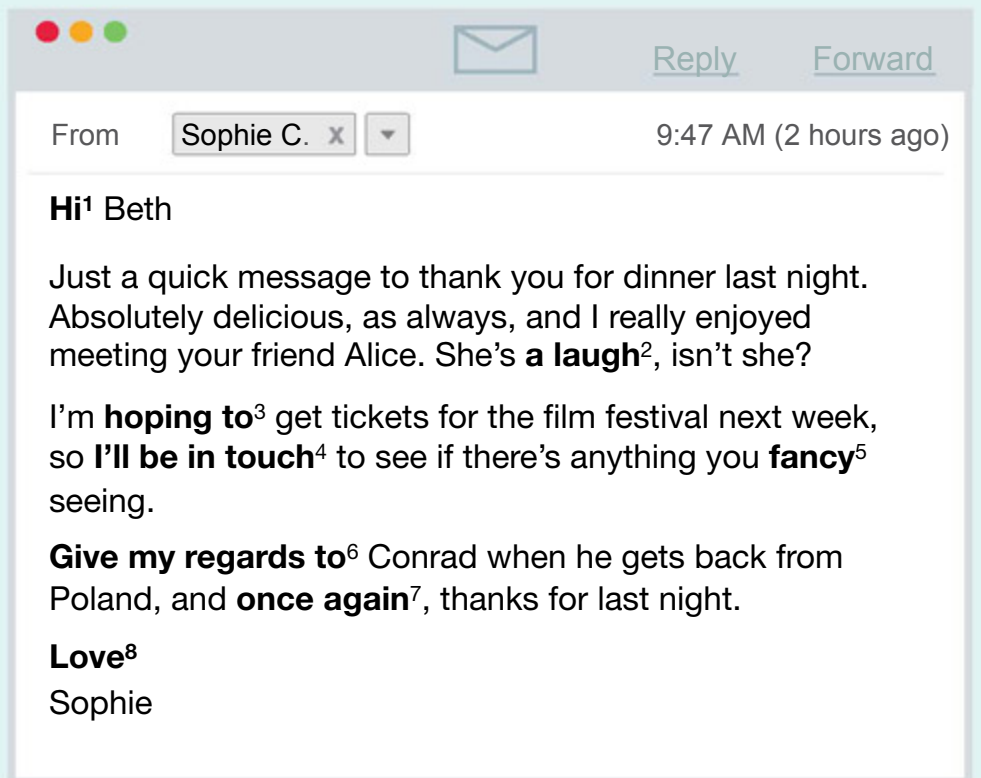 Reply Forward
From Sophie C. x 9:47 AM (2 hours ago)
Hi¹ Beth
Just a quick message to thank you for dinner last night.
Absolutely delicious, as always, and I really enjoyed
meeting your friend Alice. She’s a laugh², isn’t she?
I’m hoping to³ get tickets for the film festival next week,
so I’ll be in touch⁴ to see if there’s anything you fancy⁵
seeing.
Give my regards to⁶ Conrad when he gets back from
Poland, and once again⁷, thanks for last night.
Love⁸
Sophie